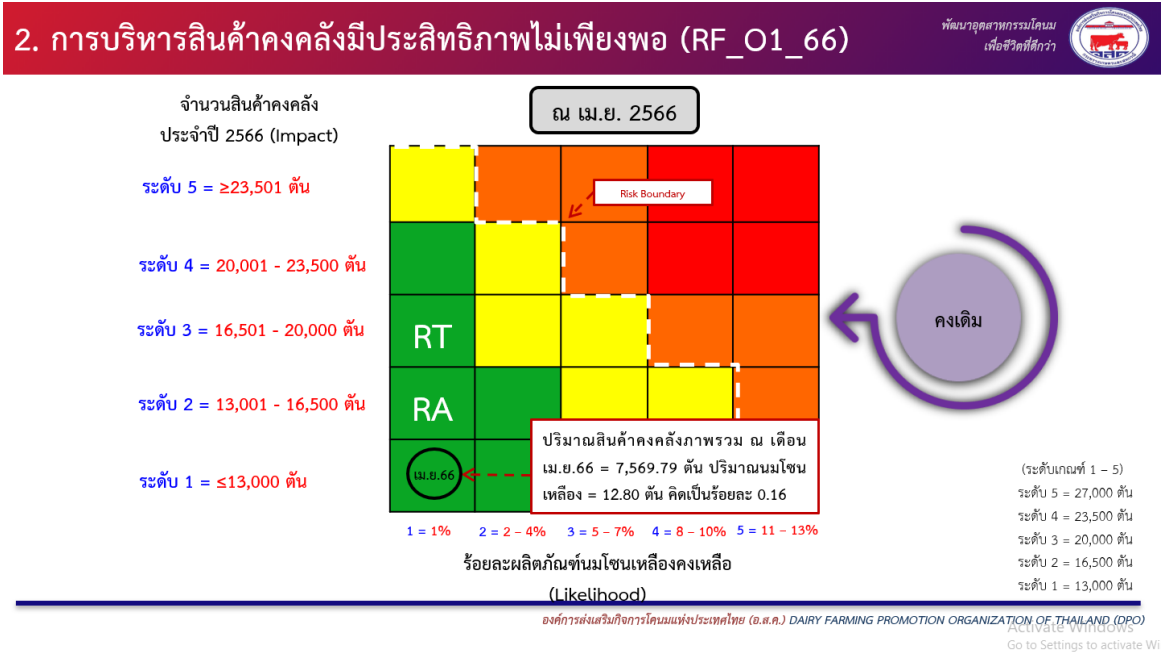 2. การบริหารสินค้าคงคลังมีประสิทธิภาพไม่เพียงพอ (RF_O1_66)
พัฒนาอุตสาหกรรมโคนม
เพื่อชีวิตที่ดีกว่า
อ.ส.ค.
จำนวนสินค้าคงคลัง
ประจำปี 2566 (Impact)
ณ เม.ย. 2566
ระดับ 5 = ≥23,501 ตัน
Risk Boundary
ระดับ 4 = 20,001 - 23,500 ตัน
ระดับ 3 = 16,501 - 20,000 ตัน
RT
คงเดิม
ระดับ 2 = 13,001 - 16,500 ตัน
RA
ระดับ 1 = ≤13,000 ตัน
เม.ย.66
ปริมาณสินค้าคงคลังภาพรวม ณ เดือน
เม.ย.66 = 7,569.79 ตัน ปริมาณนมโซน
เหลือง = 12.80 ตัน คิดเป็นร้อยละ 0.16
1 = 1% 2 = 2 – 4% 3 = 5 – 7% 4 = 8 – 10% 5 = 11 – 13%
ร้อยละผลิตภัณฑ์นมโซนเหลืองคงเหลือ
(Likelihood)
(ระดับเกณฑ์ 1 – 5)
ระดับ 5 = 27,000 ตัน
ระดับ 4 = 23,500 ตัน
ระดับ 3 = 20,000 ตัน
ระดับ 2 = 16,500 ตัน
ระดับ 1 = 13,000 ตัน
องค์การส่งเสริมกิจการโคนมแห่งประเทศไทย (อ.ส.ค.) DAIRY FARMING PROMOTION ORGANIZATION OF THAILAND (DPO)
Activate Windows
Go to Settings to activate Wi